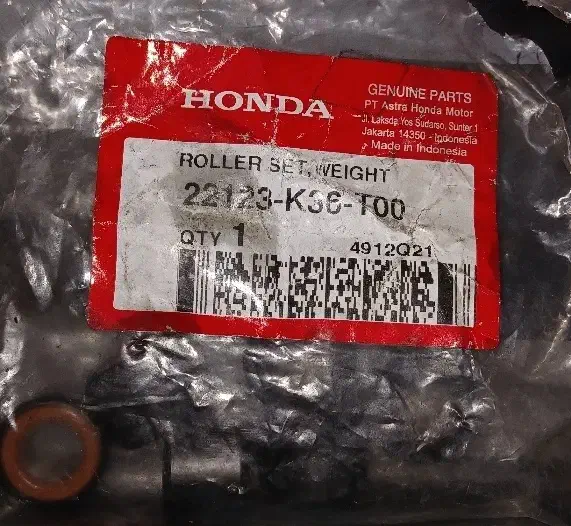 HONDA
GENUINE PARTS
PT Astra Honda Motor
Jl. Laksda Yos Sudarso, Sunter 1
Jakarta 14350 - Indonesia
Made in Indonesia
ROLLER SET, WEIGHT
22123-K36-T00
QTY 1
4912Q21